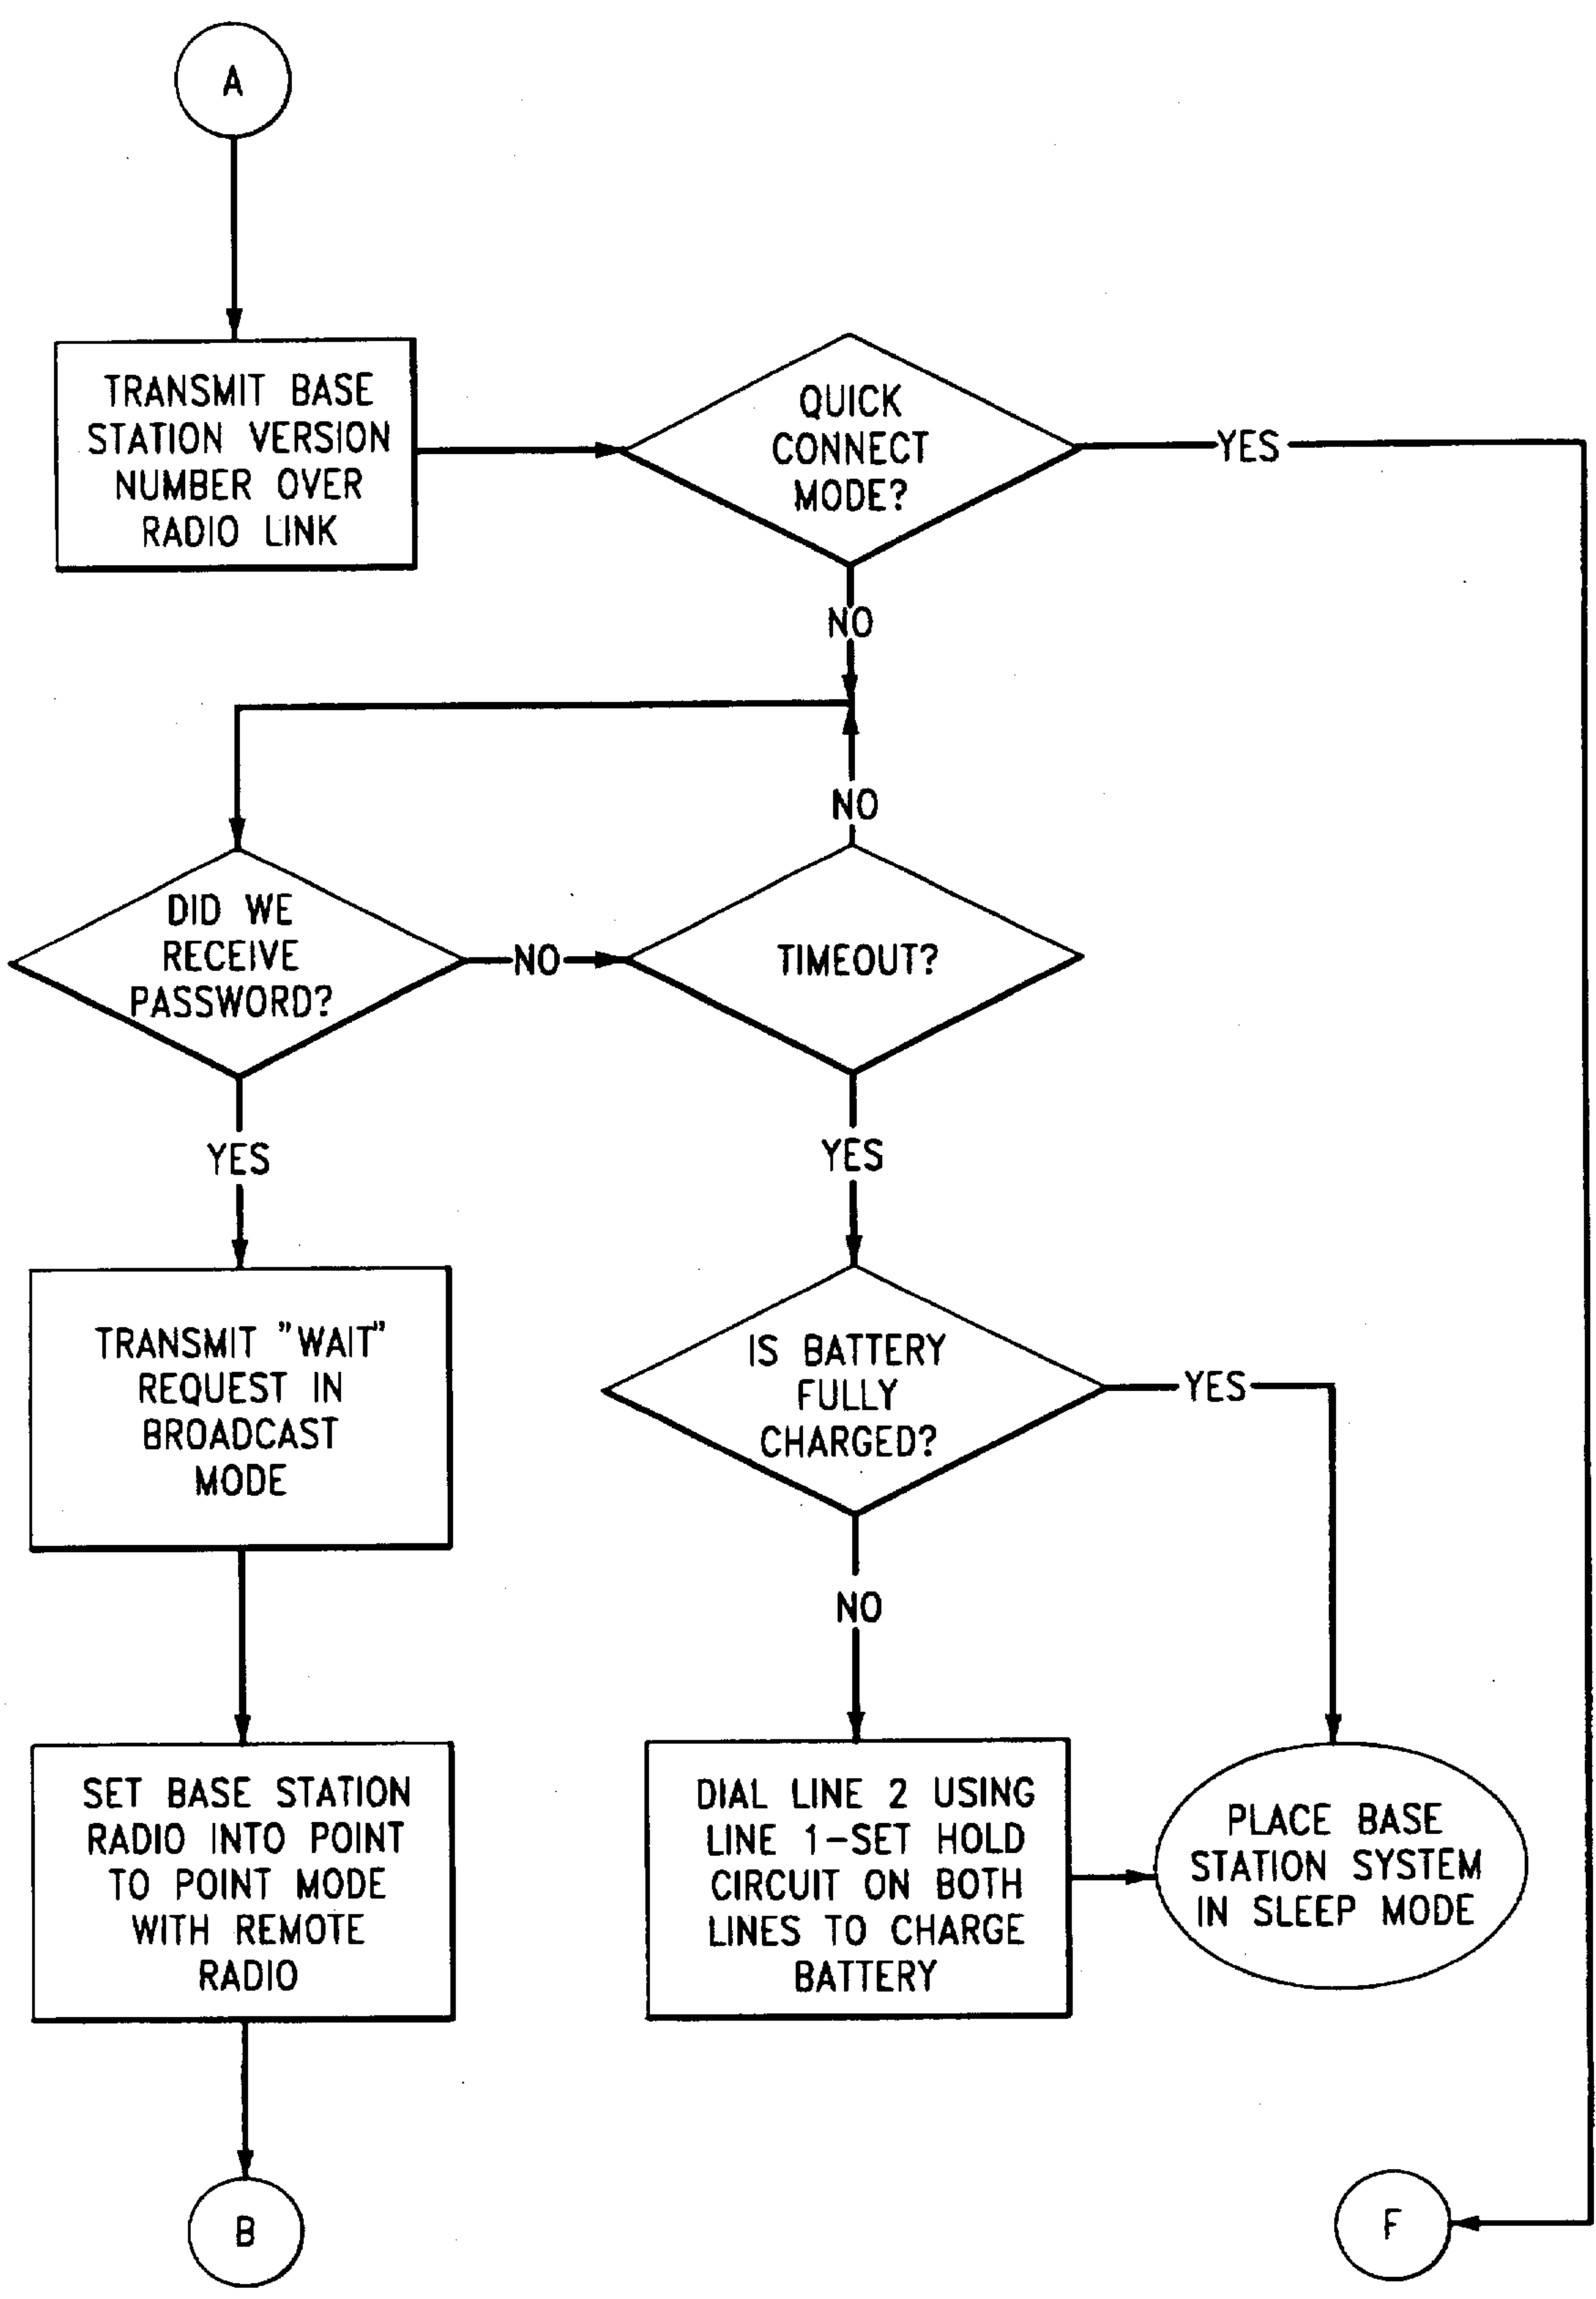 A
TRANSMIT BASE
STATION VERSION
NUMBER OVER
RADIO LINK
QUICK
CONNECT
MODE?
YES
NO
NO
DID WE
RECEIVE
PASSWORD?
NO
TIMEOUT?
YES
YES
TRANSMIT "WAIT"
REQUEST IN
BROADCAST
MODE
IS BATTERY
FULLY
CHARGED?
YES
NO
SET BASE STATION
RADIO INTO POINT
TO POINT MODE
WITH REMOTE
RADIO
DIAL LINE 2 USING
LINE 1-SET HOLD
CIRCUIT ON BOTH
LINES TO CHARGE
BATTERY
PLACE BASE
STATION SYSTEM
IN SLEEP MODE
B
F